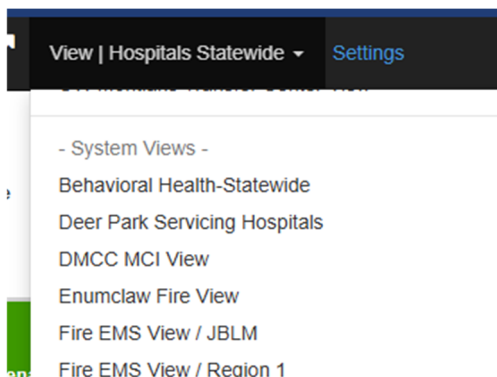 View | Hospitals Statewide
Settings
- System Views -
Behavioral Health-Statewide
Deer Park Servicing Hospitals
DMCC MCI View
Enumclaw Fire View
Fire EMS View / JBLM
Fire EMS View / Region 1